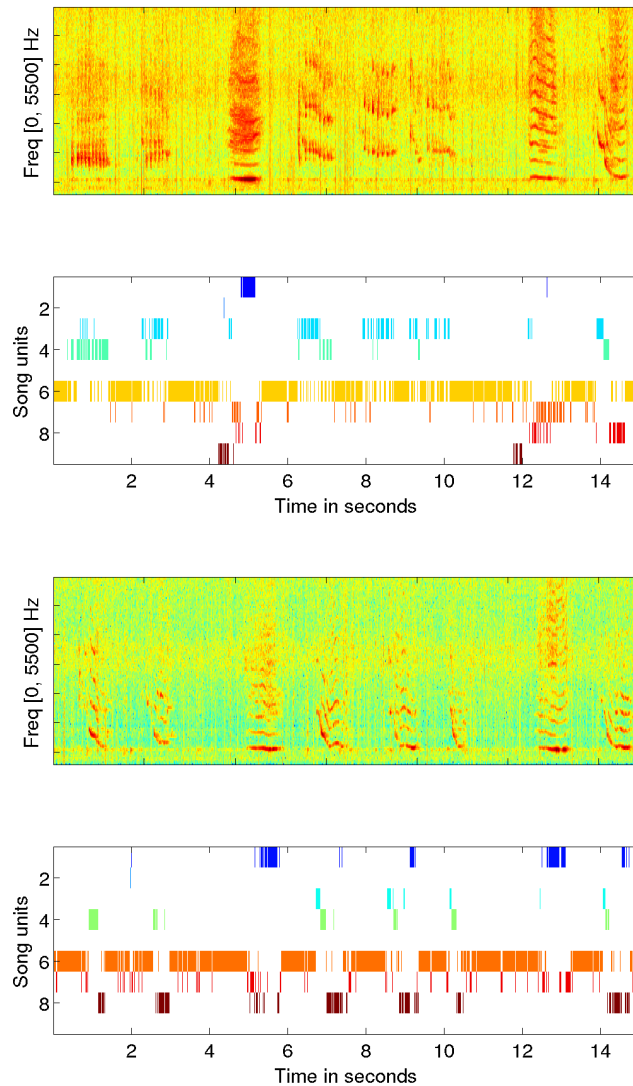 Freq [0, 5500] Hz
Song units
2
4
6
8
2 4 6 8 10 12 14
Time in seconds
Freq [0, 5500] Hz
Song units
2
4
6
8
2 4 6 8 10 12 14
Time in seconds